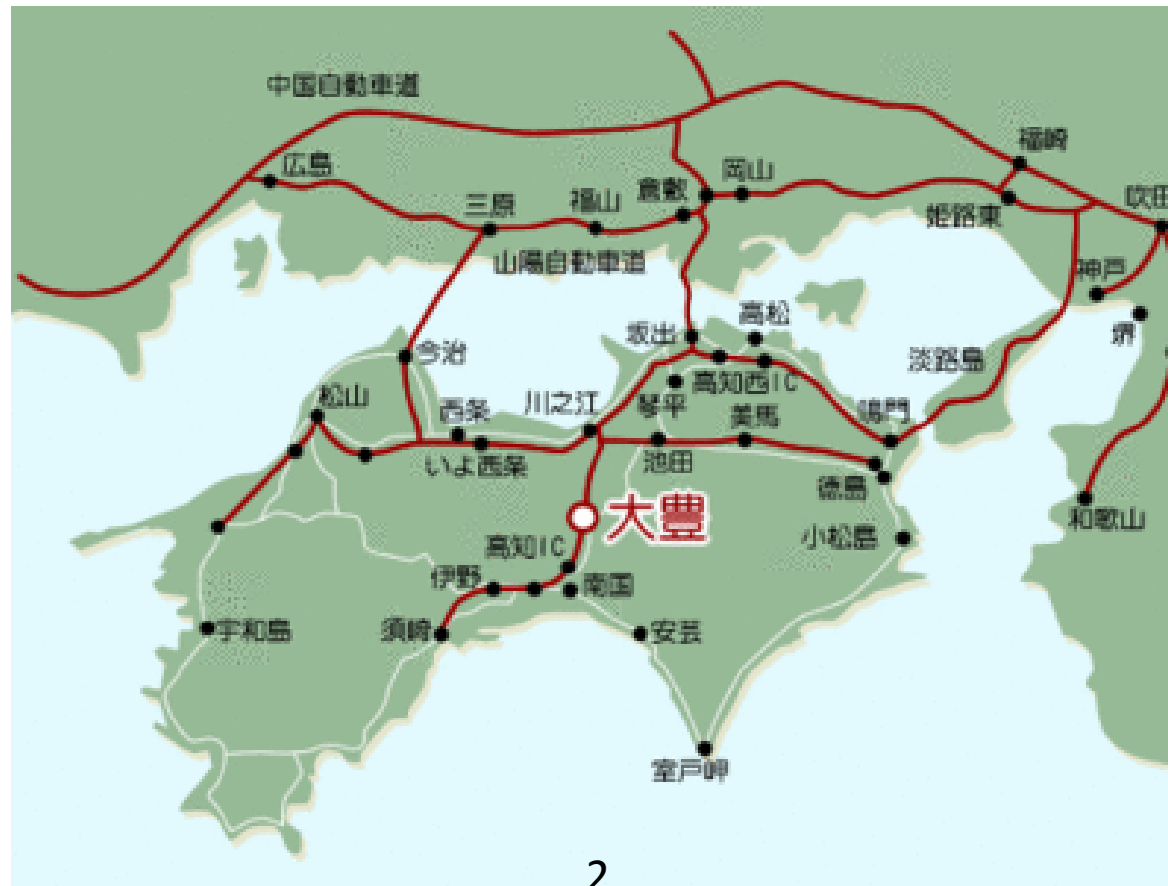 中国自動車道
福崎
広島
岡山
倉敷
吹田
三原
福山
姫路東
山陽自動車道
神戸
高松
坂出
堺
今治
淡路島
高知西IC
松山
川之江
琴平
西条
美馬
鳴門
いよ西条
池田
徳島
大豊
和歌山
小松島
高知IC
伊野
南国
宇和島
須崎
安芸
室戸岬
2